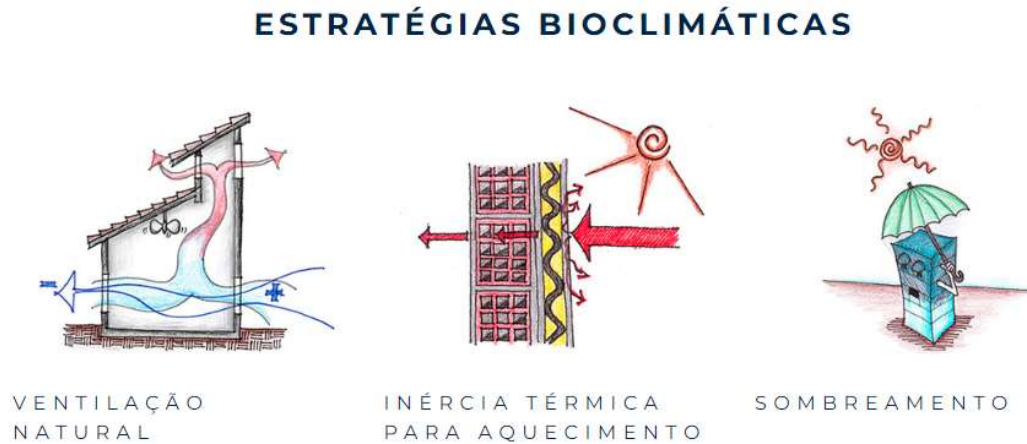 ESTRATÉGIAS BIOCLIMÁTICAS
VENTILAÇÃO
NATURAL
INÉRCIA TÉRMICA
PARA AQUECIMENTO
SOMBREAMENTO